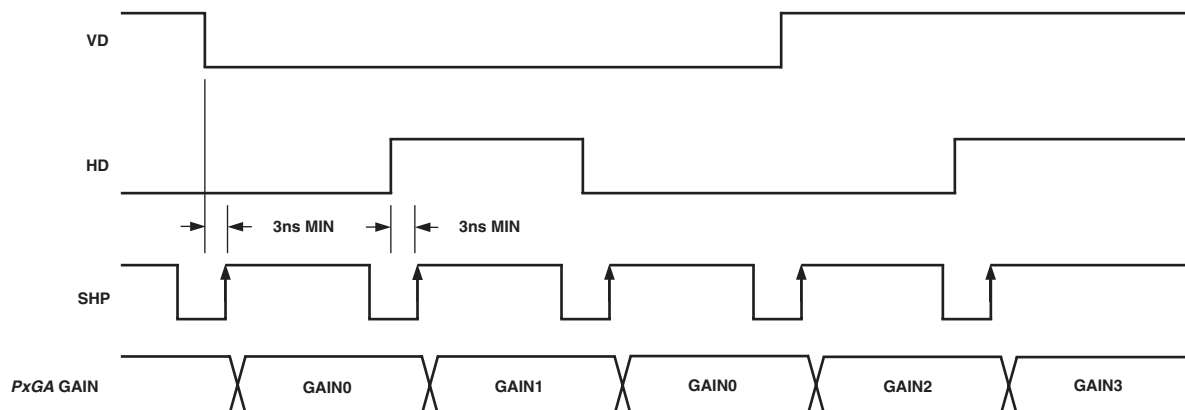 VD
HD
3ns MIN 3ns MIN
SHP
PxGA GAIN GAIN0 GAIN1 GAIN0 GAIN2 GAIN3